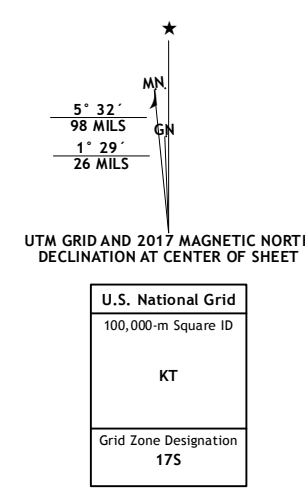 ★
MN
GN
5° 32´
98 MILS
1° 29´
26 MILS
UTM GRID AND 2017 MAGNETIC NORT
DECLINATION AT CENTER OF SHEET
U.S. National Grid
100,000-m Square ID
KT
Grid Zone Designation
17S